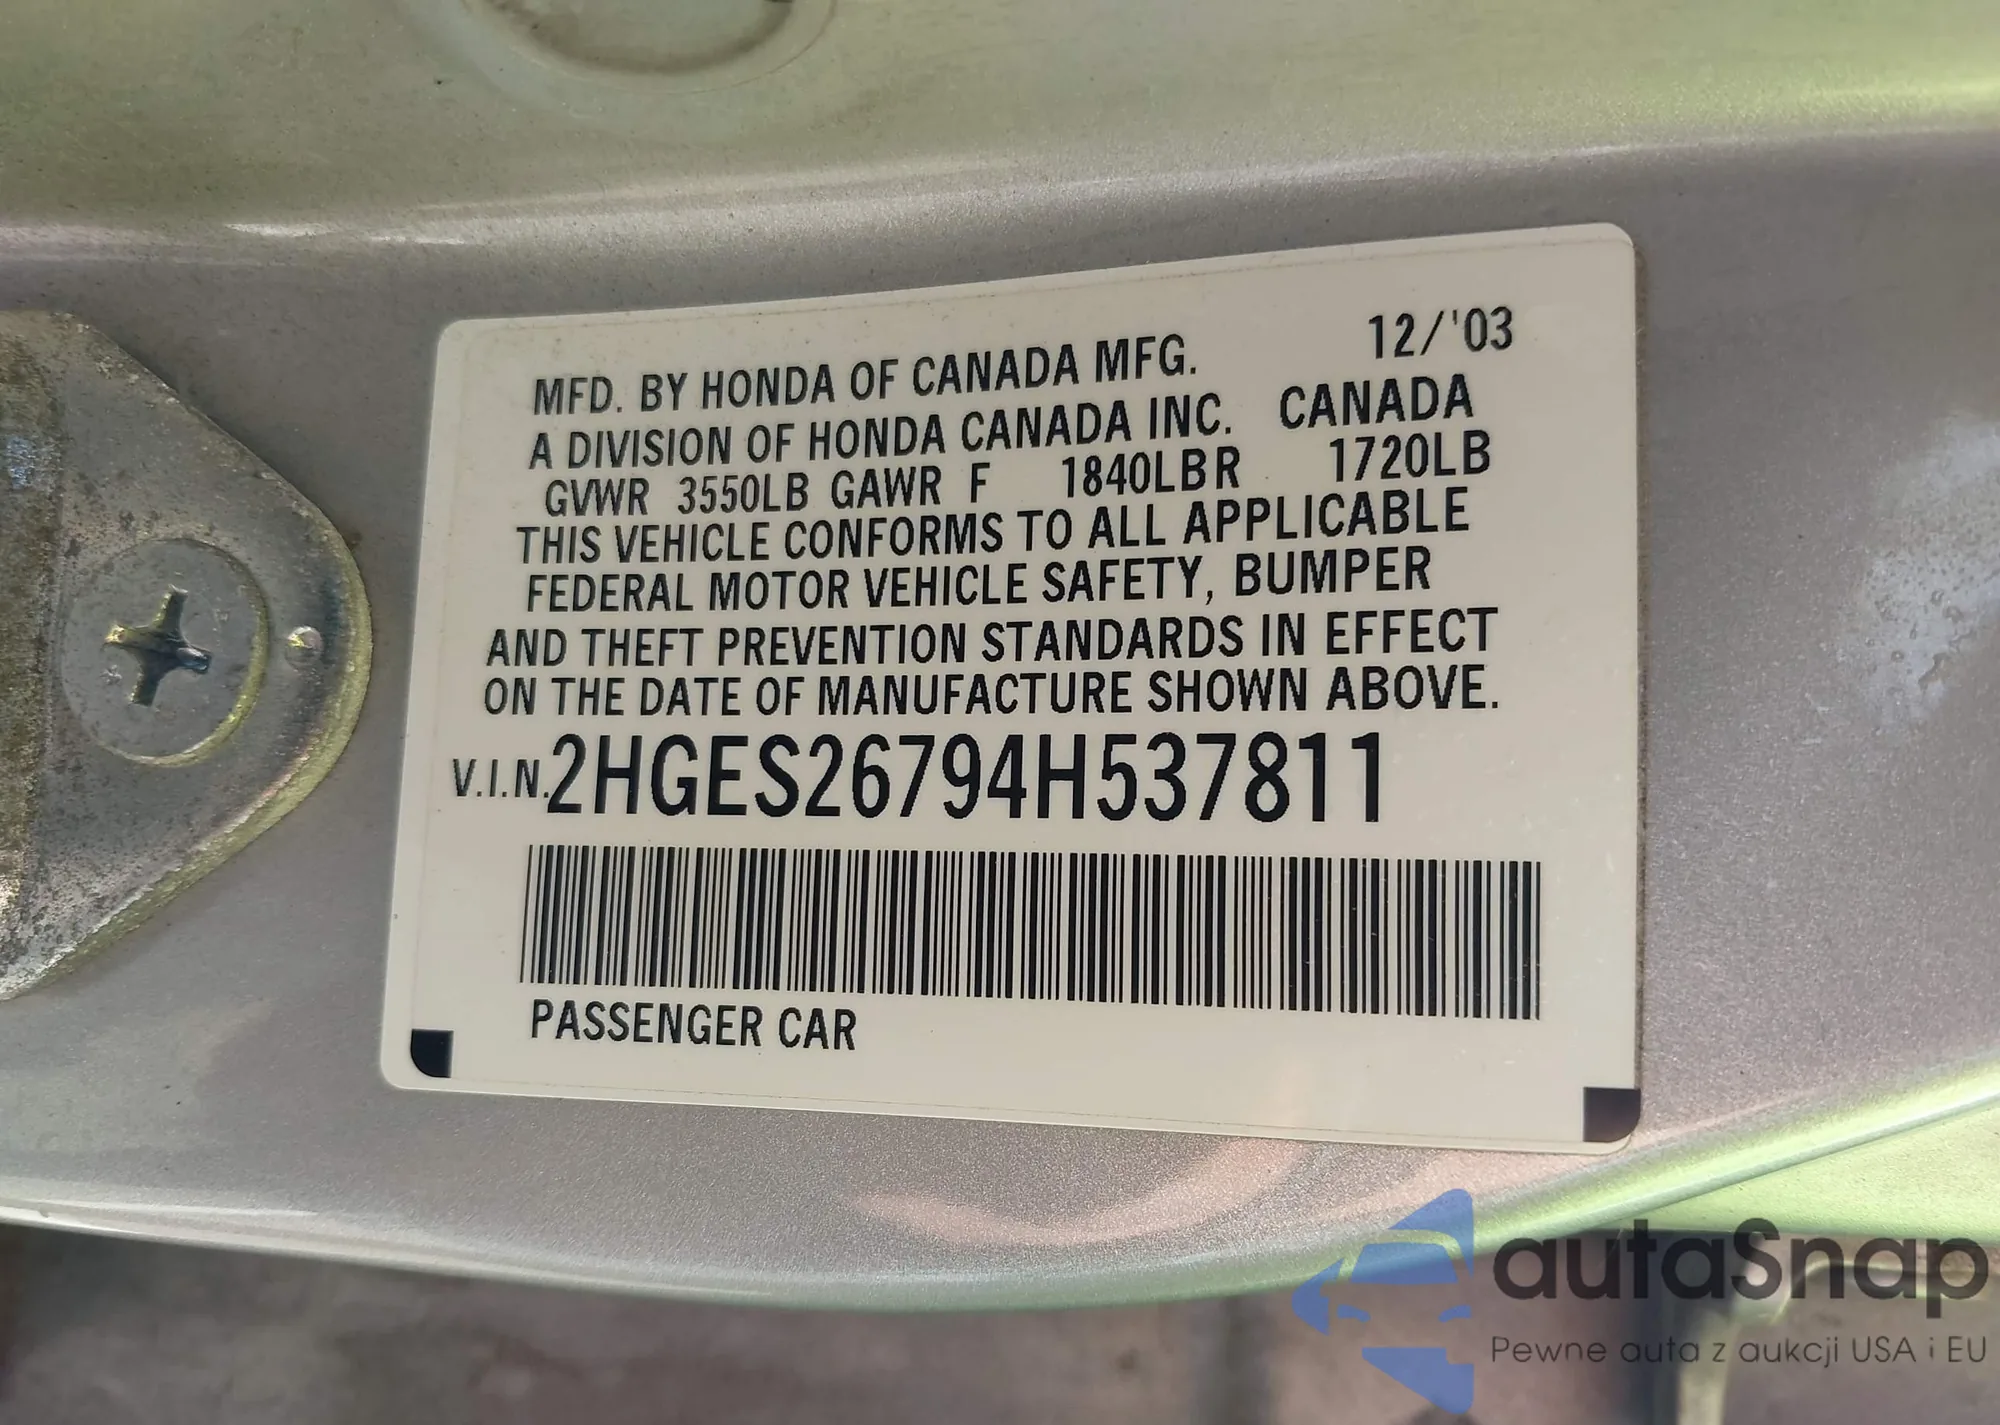 12/'03
MFD. BY HONDA OF CANADA MFG.
A DIVISION OF HONDA CANADA INC. CANADA
GVWR 3550LB GAWR F 1840LBR 1720LB
THIS VEHICLE CONFORMS TO ALL APPLICABLE
FEDERAL MOTOR VEHICLE SAFETY, BUMPER
AND THEFT PREVENTION STANDARDS IN EFFECT
ON THE DATE OF MANUFACTURE SHOWN ABOVE.
V.I.N.2HGES26794H537811
PASSENGER CAR
autaSnap
Pewne auta z aukcji USA i EU